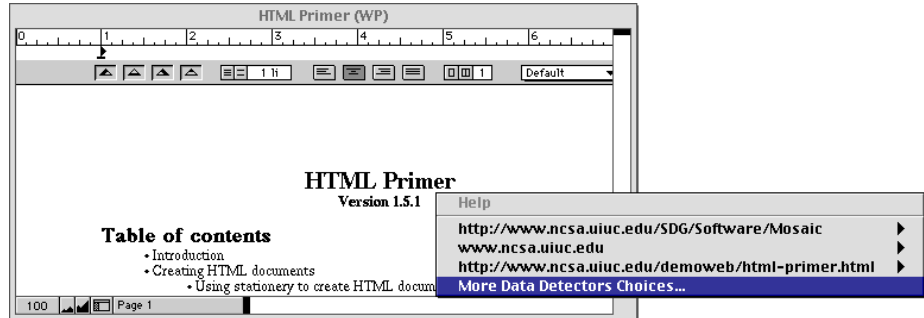 HTML Primer (WP)
0 1 2 3 4 5 6
1 li 1 Default
HTML Primer
Version 1.5.1
Table of contents
• Introduction
• Creating HTML documents
• Using stationery to create HTML docum
100 Page 1
Help
http://www.ncsa.uiuc.edu/SDG/Software/Mosaic
www.ncsa.uiuc.edu
http://www.ncsa.uiuc.edu/demoweb/html-primer.html
More Data Detectors Choices...